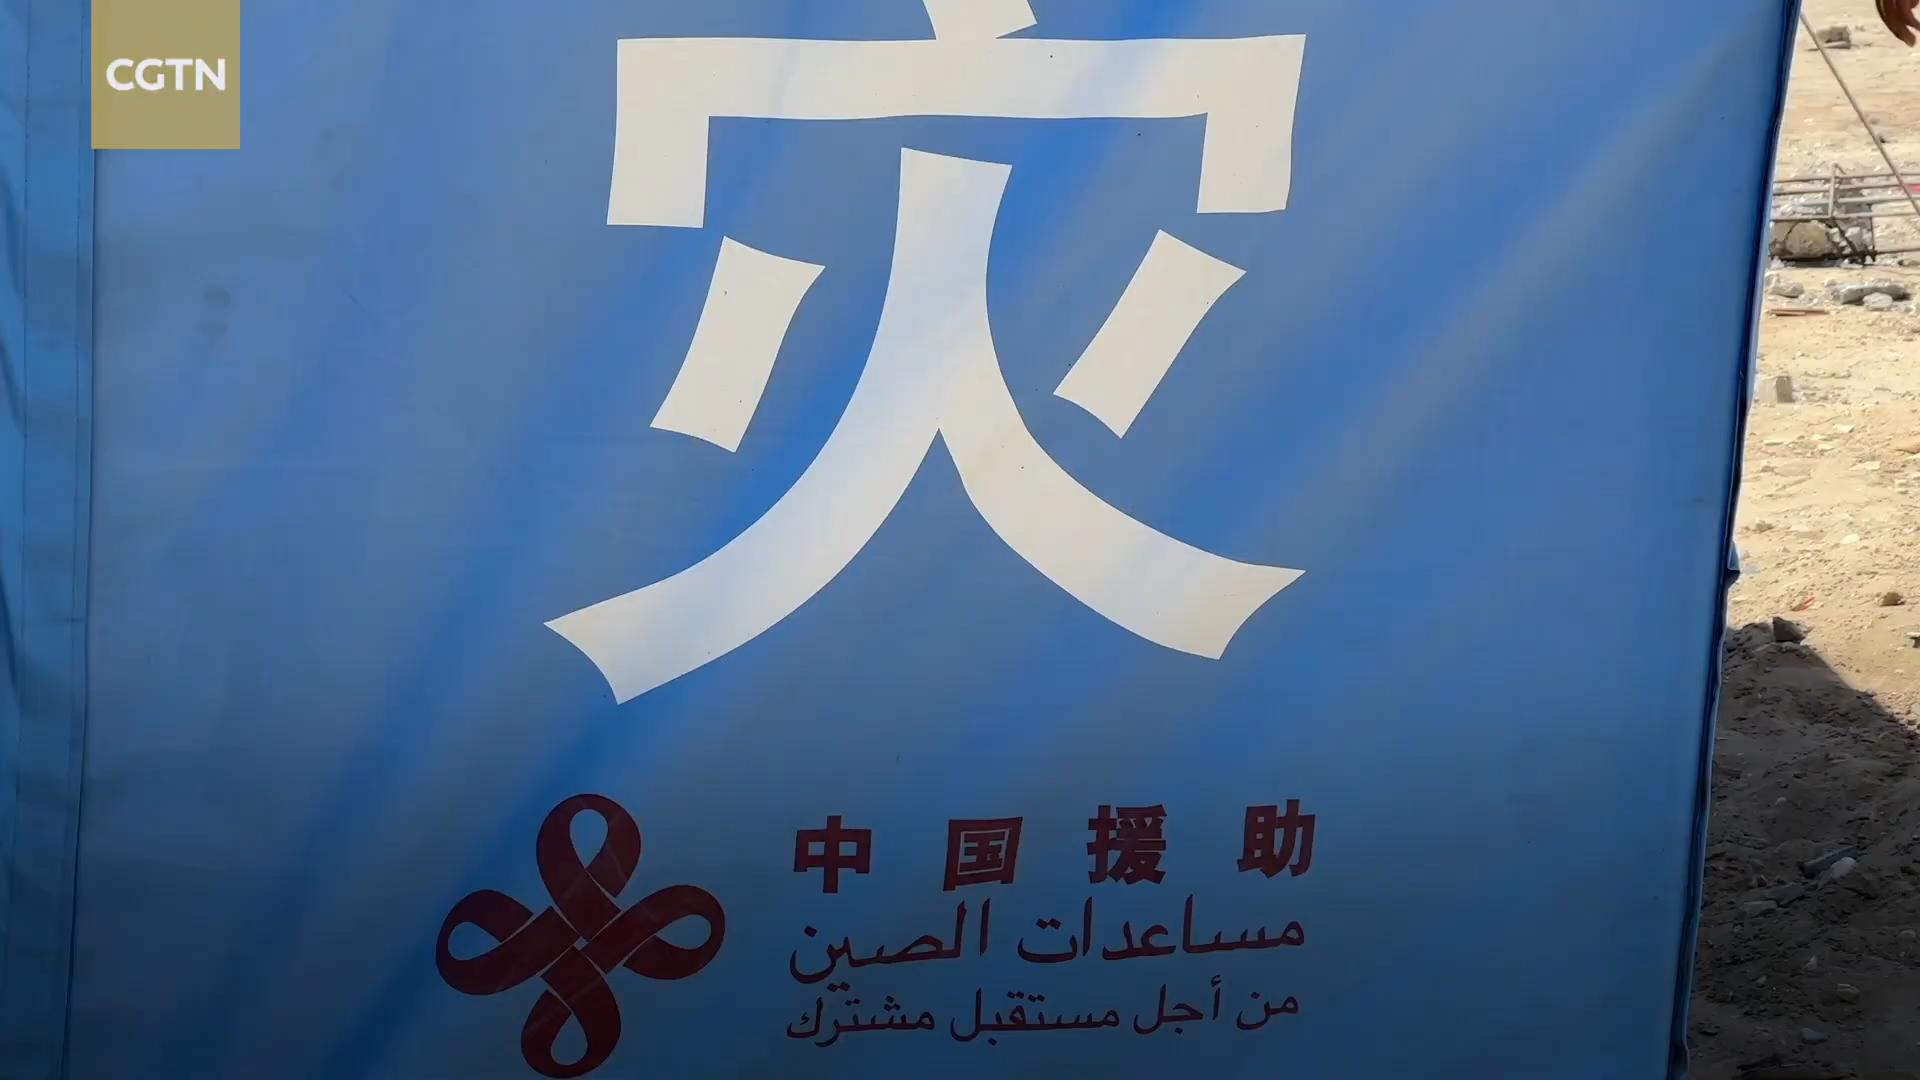 CGTN
灾
中国援助
مساعدات الصين
من أجل مستقبل مشترك